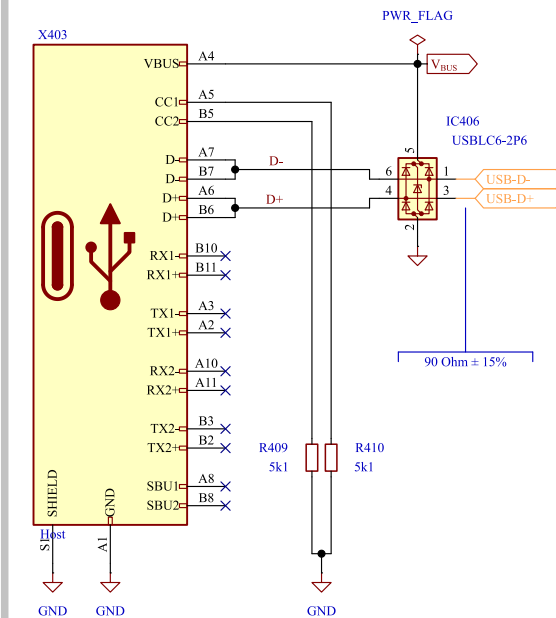 PWR_FLAG
X403
VBUS A4
V_BUS
CC1 A5
CC2 B5
IC406
USBLC6-2P6
5
D- A7
D-
6 1 USB-D-
D- B7
D+ A6
D+
4 3 USB-D+
D+ B6
2
RX1- B10
RX1+ B11
TX1- A3
TX1+ A2
90 Ohm ± 15%
RX2- A10
RX2+ A11
TX2- B3
TX2+ B2
R409 R410
5k1 5k1
SBU1 A8
SBU2 B8
SHIELD
GND
Host
S1
A1
GND GND GND